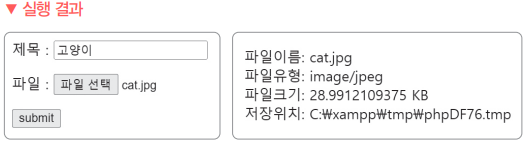 ▼ 실행 결과
제목 : 고양이
파일 : 파일 선택 cat.jpg
submit
파일이름: cat.jpg
파일유형: image/jpeg
파일크기: 28.9912109375 KB
저장위치: C:₩xampp₩tmp₩phpDF76.tmp